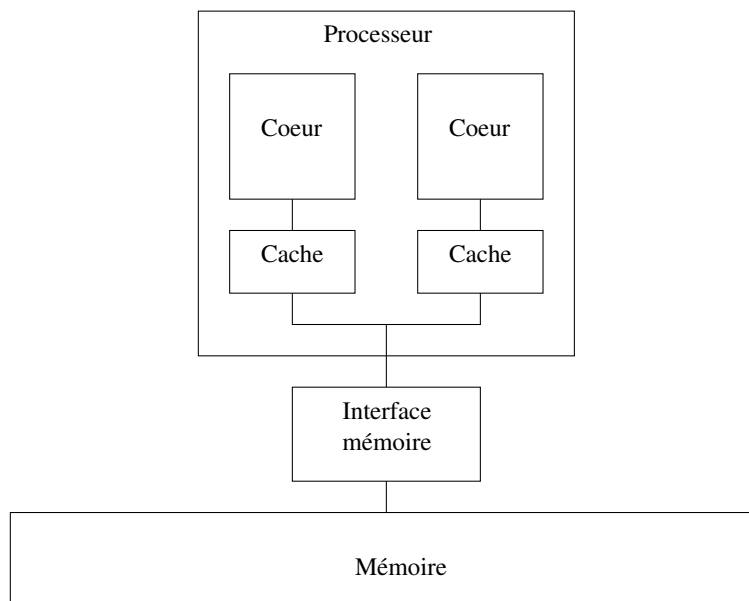 Processeur
Coeur
Coeur
Cache
Cache
Interface
mémoire
Mémoire